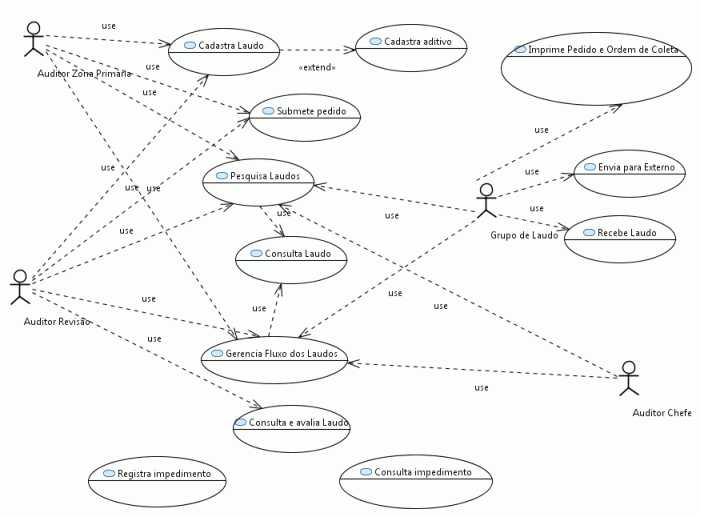 use
Cadastra Laudo
Cadastra aditivo
Imprime Pedido e Ordem de Coleta
Auditor Zona Primaria
use
«extend»
use
Submete pedido
use
use
Pesquisa Laudos
Envia para Externo
use
use
use
use
use
use
Grupo de Laudo
Recebe Laudo
use
Consulta Laudo
use
use
use
use
Auditor Revisão
use
Gerencia Fluxo dos Laudos
use
Auditor Chefe
Consulta e avalia Laudo
Registra impedimento
Consulta impedimento